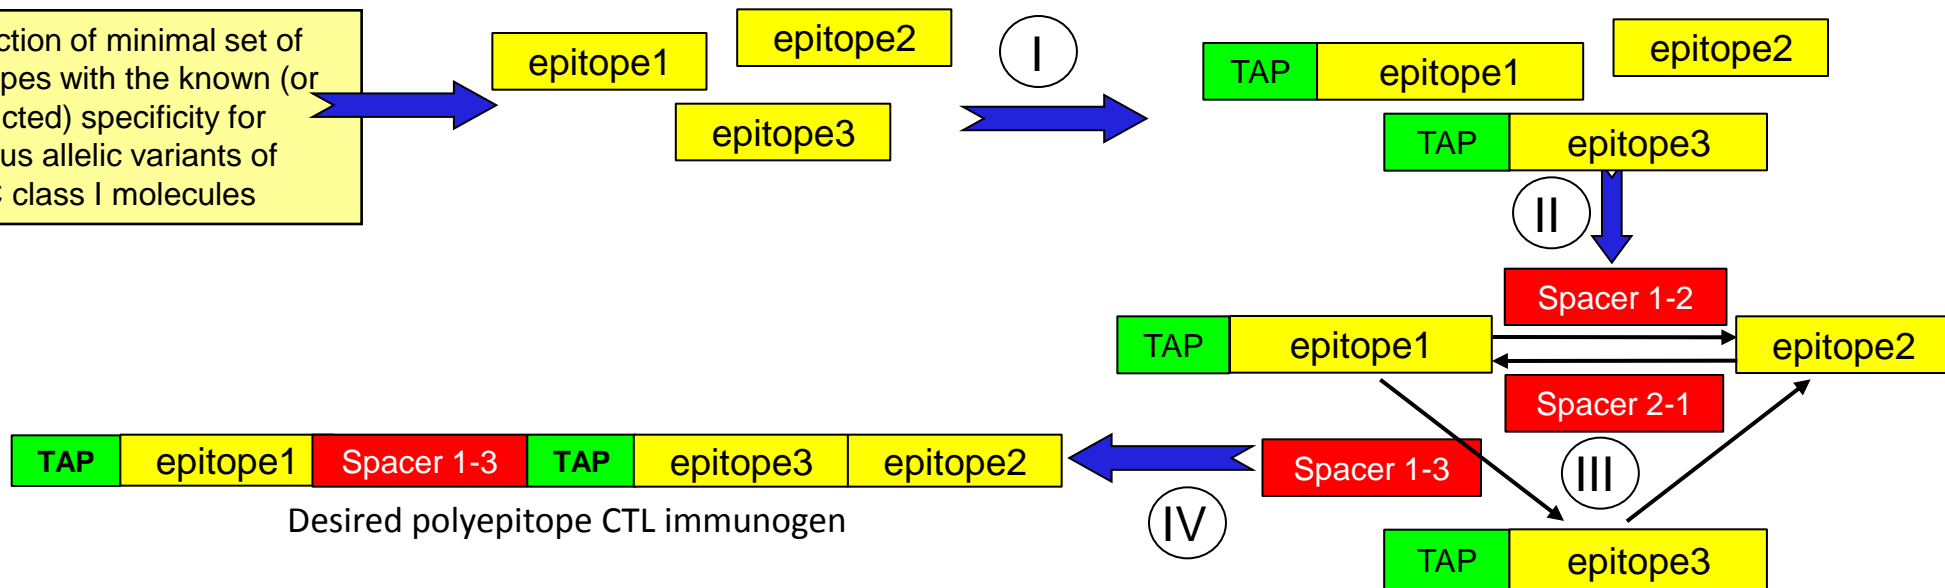 ction of minimal set of
pes with the known (or
cted) specificity for
us allelic variants of
C class I molecules
epitope1
epitope2
epitope3
I
TAP epitope1
epitope2
TAP epitope3
II
Spacer 1-2
TAP epitope1
epitope2
Spacer 2-1
III
Spacer 1-3
TAP epitope3
IV
TAP epitope1 Spacer 1-3 TAP epitope3 epitope2
Desired polyepitope CTL immunogen